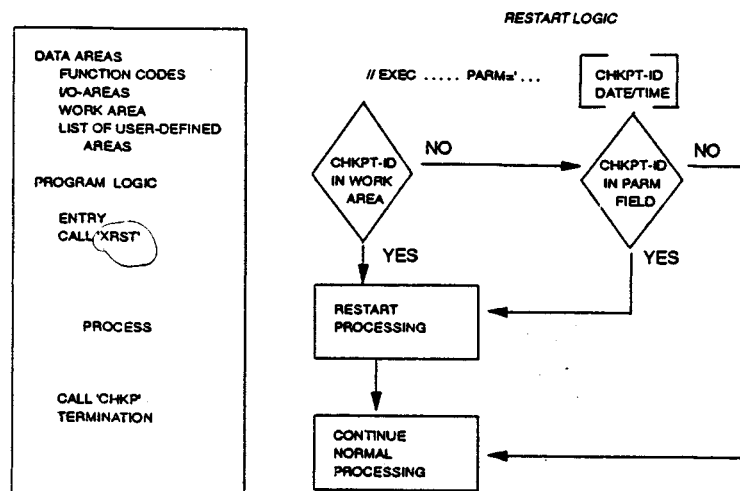 RESTART LOGIC
DATA AREAS
FUNCTION CODES
I/O-AREAS
WORK AREA
LIST OF USER-DEFINED
AREAS
PROGRAM LOGIC
ENTRY
CALL 'XRST'
PROCESS
CALL 'CHKP'
TERMINATION
// EXEC ..... PARM='...
CHKPT-ID
DATE/TIME
CHKPT-ID
IN WORK
AREA
NO
CHKPT-ID
IN PARM
FIELD
NO
YES
YES
RESTART
PROCESSING
CONTINUE
NORMAL
PROCESSING